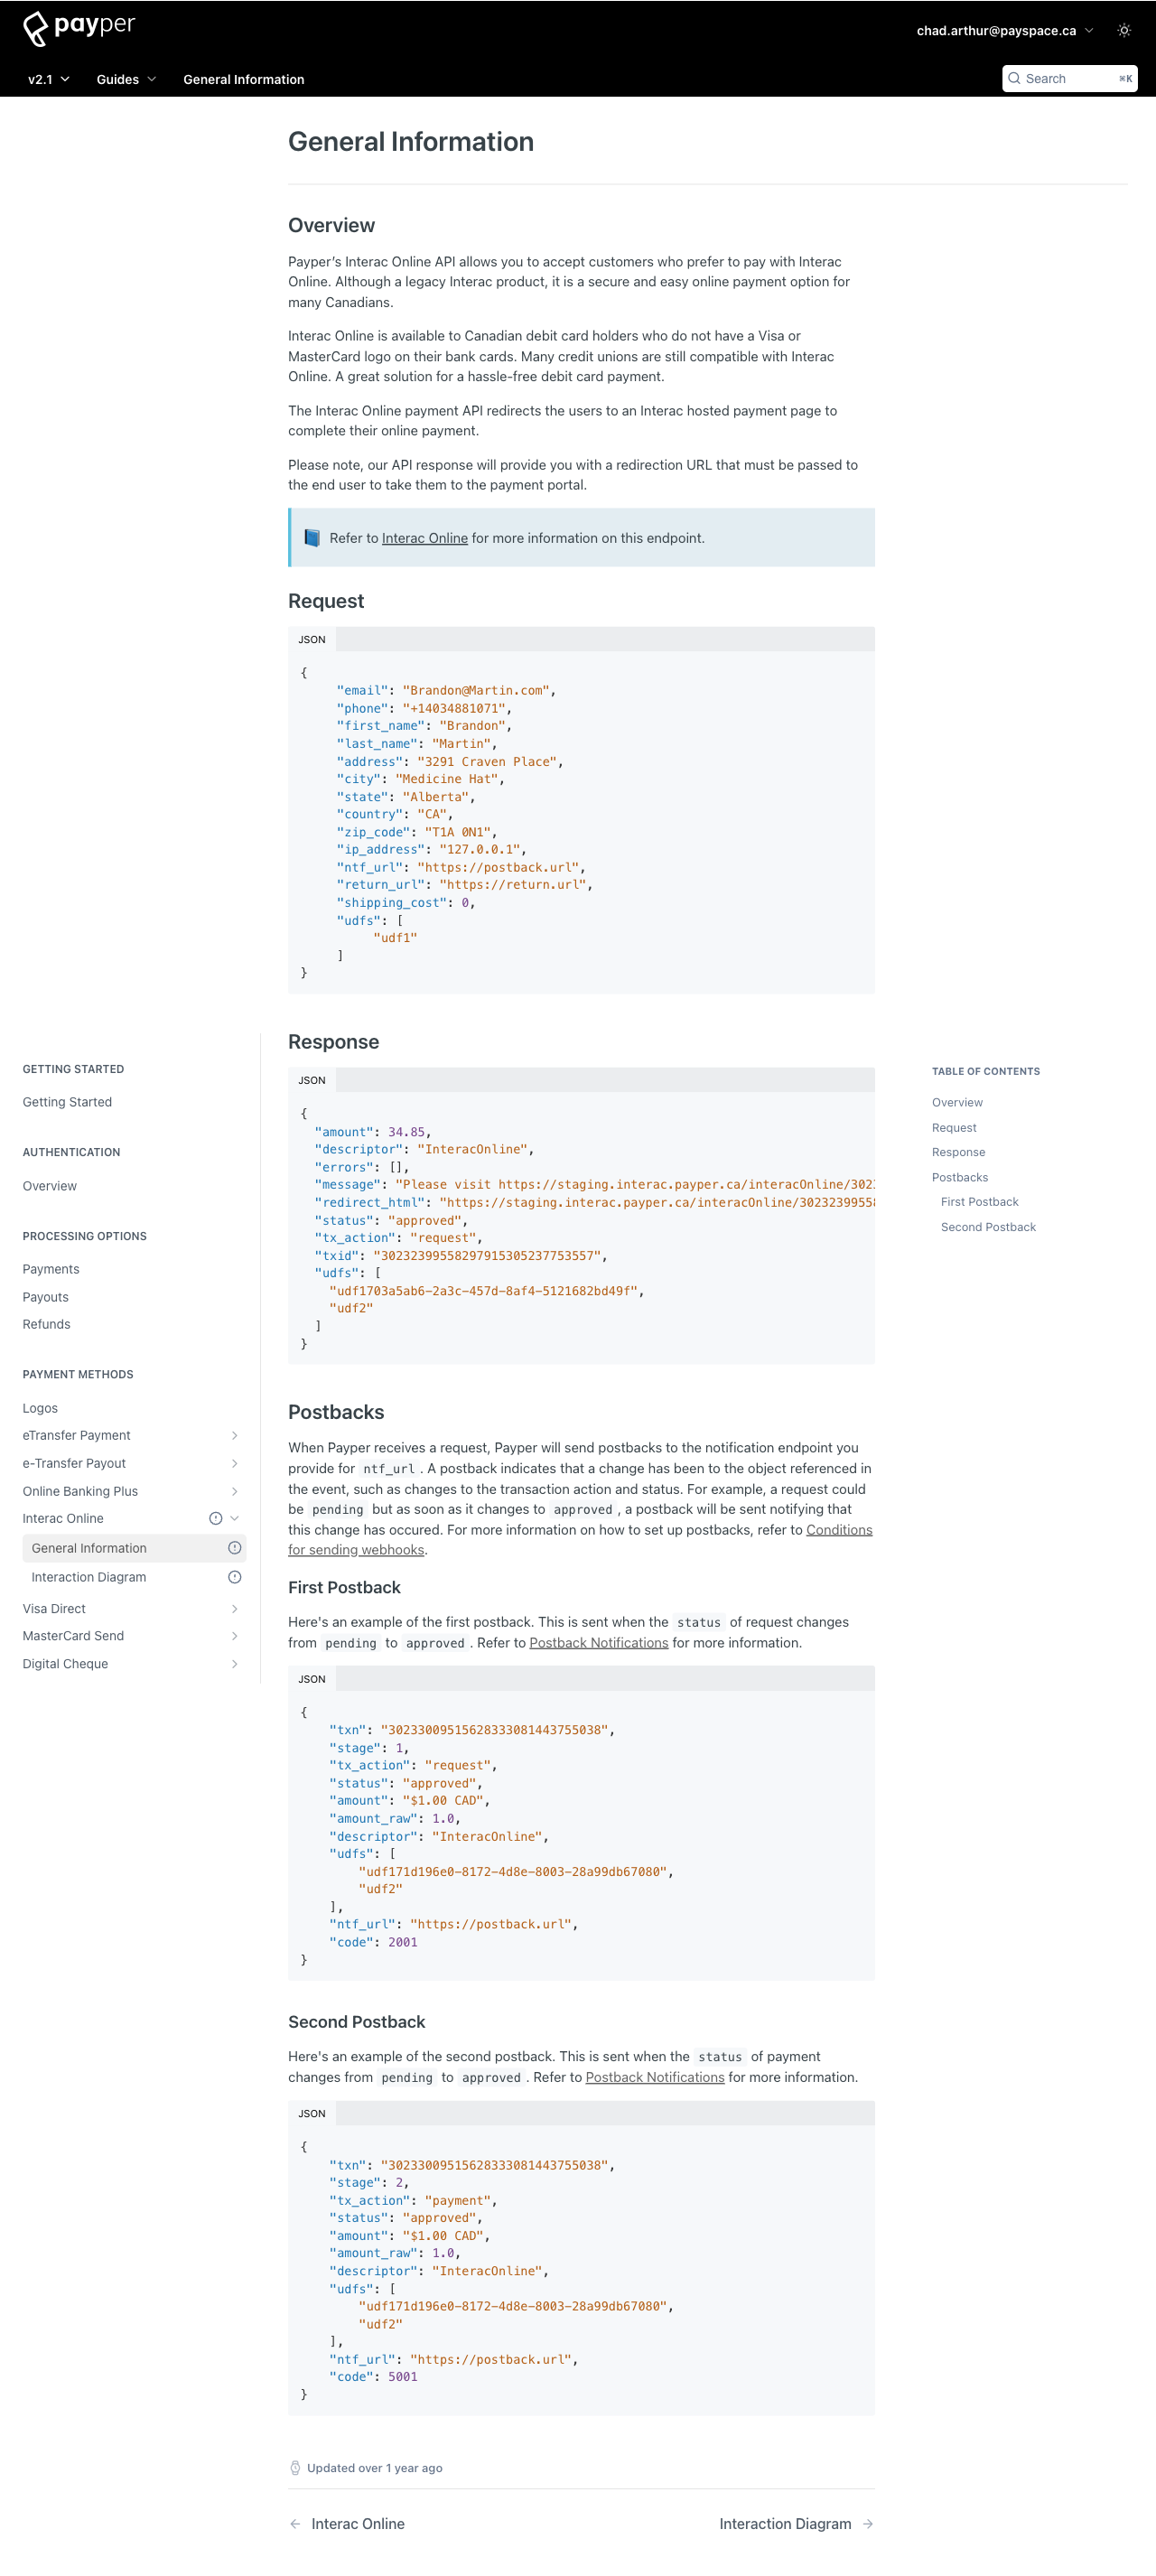 payper
chad.arthur@payspace.ca
v2.1 Guides General Information
Search ⌘K
General Information
Overview
Payper’s Interac Online API allows you to accept customers who prefer to pay with Interac
Online. Although a legacy Interac product, it is a secure and easy online payment option for
many Canadians.
Interac Online is available to Canadian debit card holders who do not have a Visa or
MasterCard logo on their bank cards. Many credit unions are still compatible with Interac
Online. A great solution for a hassle-free debit card payment.
The Interac Online payment API redirects the users to an Interac hosted payment page to
complete their online payment.
Please note, our API response will provide you with a redirection URL that must be passed to
the end user to take them to the payment portal.
Refer to Interac Online for more information on this endpoint.
Request
JSON
{
"email": "Brandon@Martin.com",
"phone": "+14034881071",
"first_name": "Brandon",
"last_name": "Martin",
"address": "3291 Craven Place",
"city": "Medicine Hat",
"state": "Alberta",
"country": "CA",
"zip_code": "T1A 0N1",
"ip_address": "127.0.0.1",
"ntf_url": "https://postback.url",
"return_url": "https://return.url",
"shipping_cost": 0,
"udfs": [
"udf1"
]
}
Response
JSON
{
"amount": 34.85,
"descriptor": "InteracOnline",
"errors": [],
"message": "Please visit https://staging.interac.payper.ca/interacOnline/3023
"redirect_html": "https://staging.interac.payper.ca/interacOnline/30232399558
"status": "approved",
"tx_action": "request",
"txid": "302323995582979153052377535​57",
"udfs": [
"udf1703a5ab6-2a3c-457d-8af4-5121682bd49f",
"udf2"
]
}
Postbacks
When Payper receives a request, Payper will send postbacks to the notification endpoint you
provide for ntf_url. A postback indicates that a change has been to the object referenced in
the event, such as changes to the transaction action and status. For example, a request could
be pending but as soon as it changes to approved, a postback will be sent notifying that
this change has occured. For more information on how to set up postbacks, refer to Conditions
for sending webhooks.
First Postback
Here's an example of the first postback. This is sent when the status of request changes
from pending to approved. Refer to Postback Notifications for more information.
JSON
{
"txn": "30233009515628333081443755038",
"stage": 1,
"tx_action": "request",
"status": "approved",
"amount": "$1.00 CAD",
"amount_raw": 1.0,
"descriptor": "InteracOnline",
"udfs": [
"udf171d196e0-8172-4d8e-8003-28a99db67080",
"udf2"
],
"ntf_url": "https://postback.url",
"code": 2001
}
Second Postback
Here's an example of the second postback. This is sent when the status of payment
changes from pending to approved. Refer to Postback Notifications for more information.
JSON
{
"txn": "30233009515628333081443755038",
"stage": 2,
"tx_action": "payment",
"status": "approved",
"amount": "$1.00 CAD",
"amount_raw": 1.0,
"descriptor": "InteracOnline",
"udfs": [
"udf171d196e0-8172-4d8e-8003-28a99db67080",
"udf2"
],
"ntf_url": "https://postback.url",
"code": 5001
}
Updated over 1 year ago
← Interac Online
Interaction Diagram →
GETTING STARTED
Getting Started
AUTHENTICATION
Overview
PROCESSING OPTIONS
Payments
Payouts
Refunds
PAYMENT METHODS
Logos
eTransfer Payment
e-Transfer Payout
Online Banking Plus
Interac Online
General Information
Interaction Diagram
Visa Direct
MasterCard Send
Digital Cheque
TABLE OF CONTENTS
Overview
Request
Response
Postbacks
First Postback
Second Postback